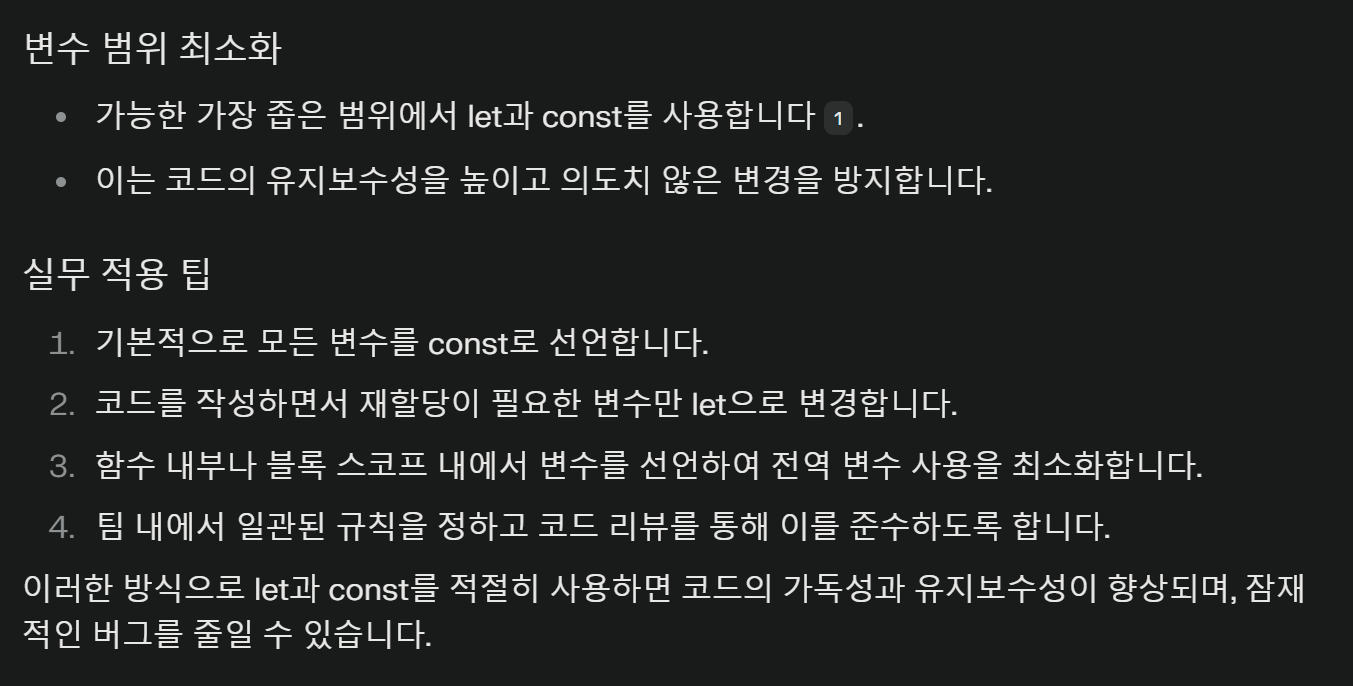 변수 범위 최소화
• 가능한 가장 좁은 범위에서 let과 const를 사용합니다 1 .
• 이는 코드의 유지보수성을 높이고 의도치 않은 변경을 방지합니다.
실무 적용 팁
1. 기본적으로 모든 변수를 const로 선언합니다.
2. 코드를 작성하면서 재할당이 필요한 변수만 let으로 변경합니다.
3. 함수 내부나 블록 스코프 내에서 변수를 선언하여 전역 변수 사용을 최소화합니다.
4. 팀 내에서 일관된 규칙을 정하고 코드 리뷰를 통해 이를 준수하도록 합니다.
이러한 방식으로 let과 const를 적절히 사용하면 코드의 가독성과 유지보수성이 향상되며, 잠재
적인 버그를 줄일 수 있습니다.